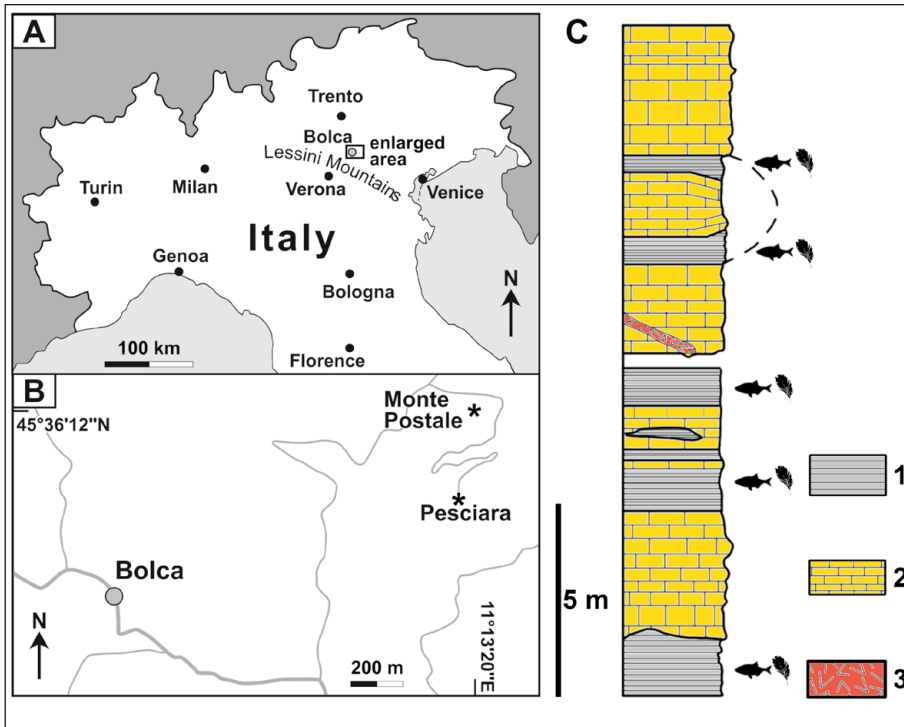 A
Trento
Bolca
enlarged
area
Lessini Mountains
Turin
Milan
Verona
Venice
Italy
Genoa
Bologna
N
100 km
Florence
B
Monte
Postale
45°36'12"N
Pesciara
Bolca
N
200 m
11°13'20"E
C
1
2
5 m
3